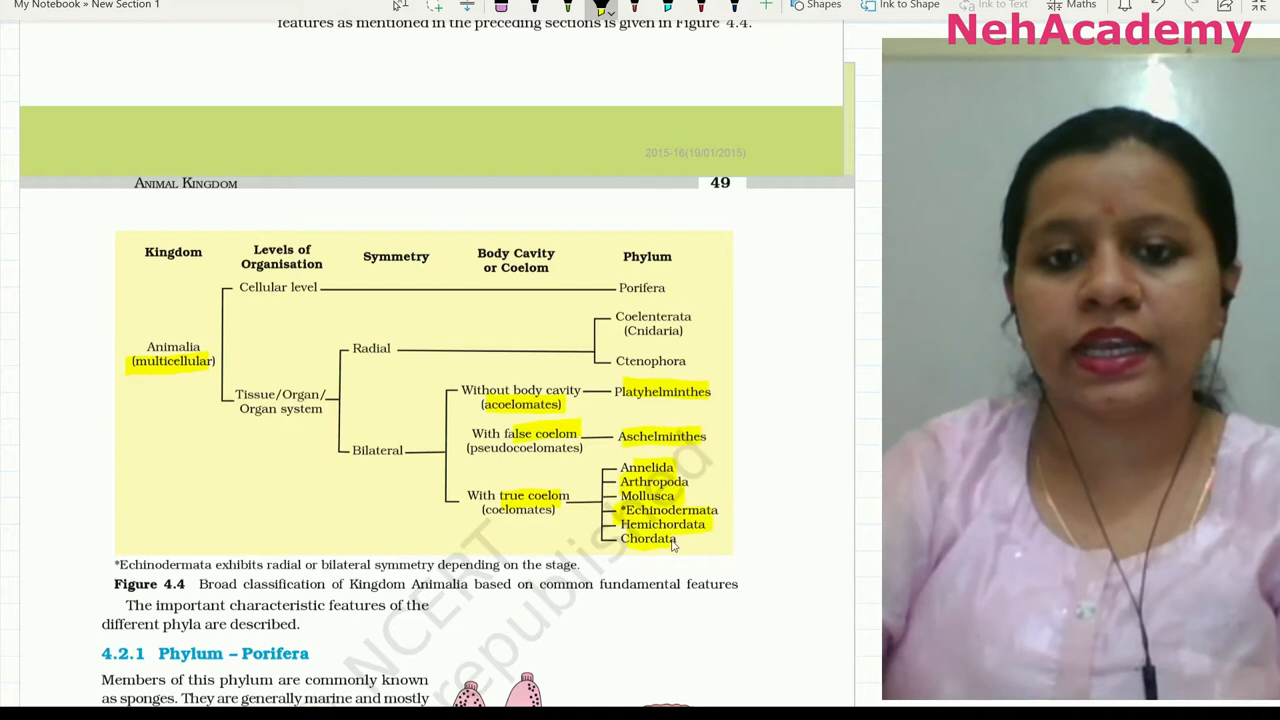 My Notebook » New Section 1
Shapes
Ink to Shape
Ink to Text
Maths
NehAcademy
features as mentioned in the preceding sections is given in Figure 4.4.
2015-16(19/01/2015)
ANIMAL KINGDOM 49
Kingdom
Levels of
Organisation
Symmetry
Body Cavity
or Coelom
Phylum
Cellular level
Porifera
Coelenterata
(Cnidaria)
Animalia
(multicellular)
Radial
Ctenophora
Tissue/Organ/
Organ system
Without body cavity
(acoelomates)
Platyhelminthes
With false coelom
(pseudocoelomates)
Aschelminthes
Bilateral
With true coelom
(coelomates)
Annelida
Arthropoda
Mollusca
*Echinodermata
Hemichordata
Chordata
*Echinodermata exhibits radial or bilateral symmetry depending on the stage.
Figure 4.4 Broad classification of Kingdom Animalia based on common fundamental features
The important characteristic features of the
different phyla are described.
4.2.1 Phylum – Porifera
Members of this phylum are commonly known
as sponges. They are generally marine and mostly
NCERT
republished